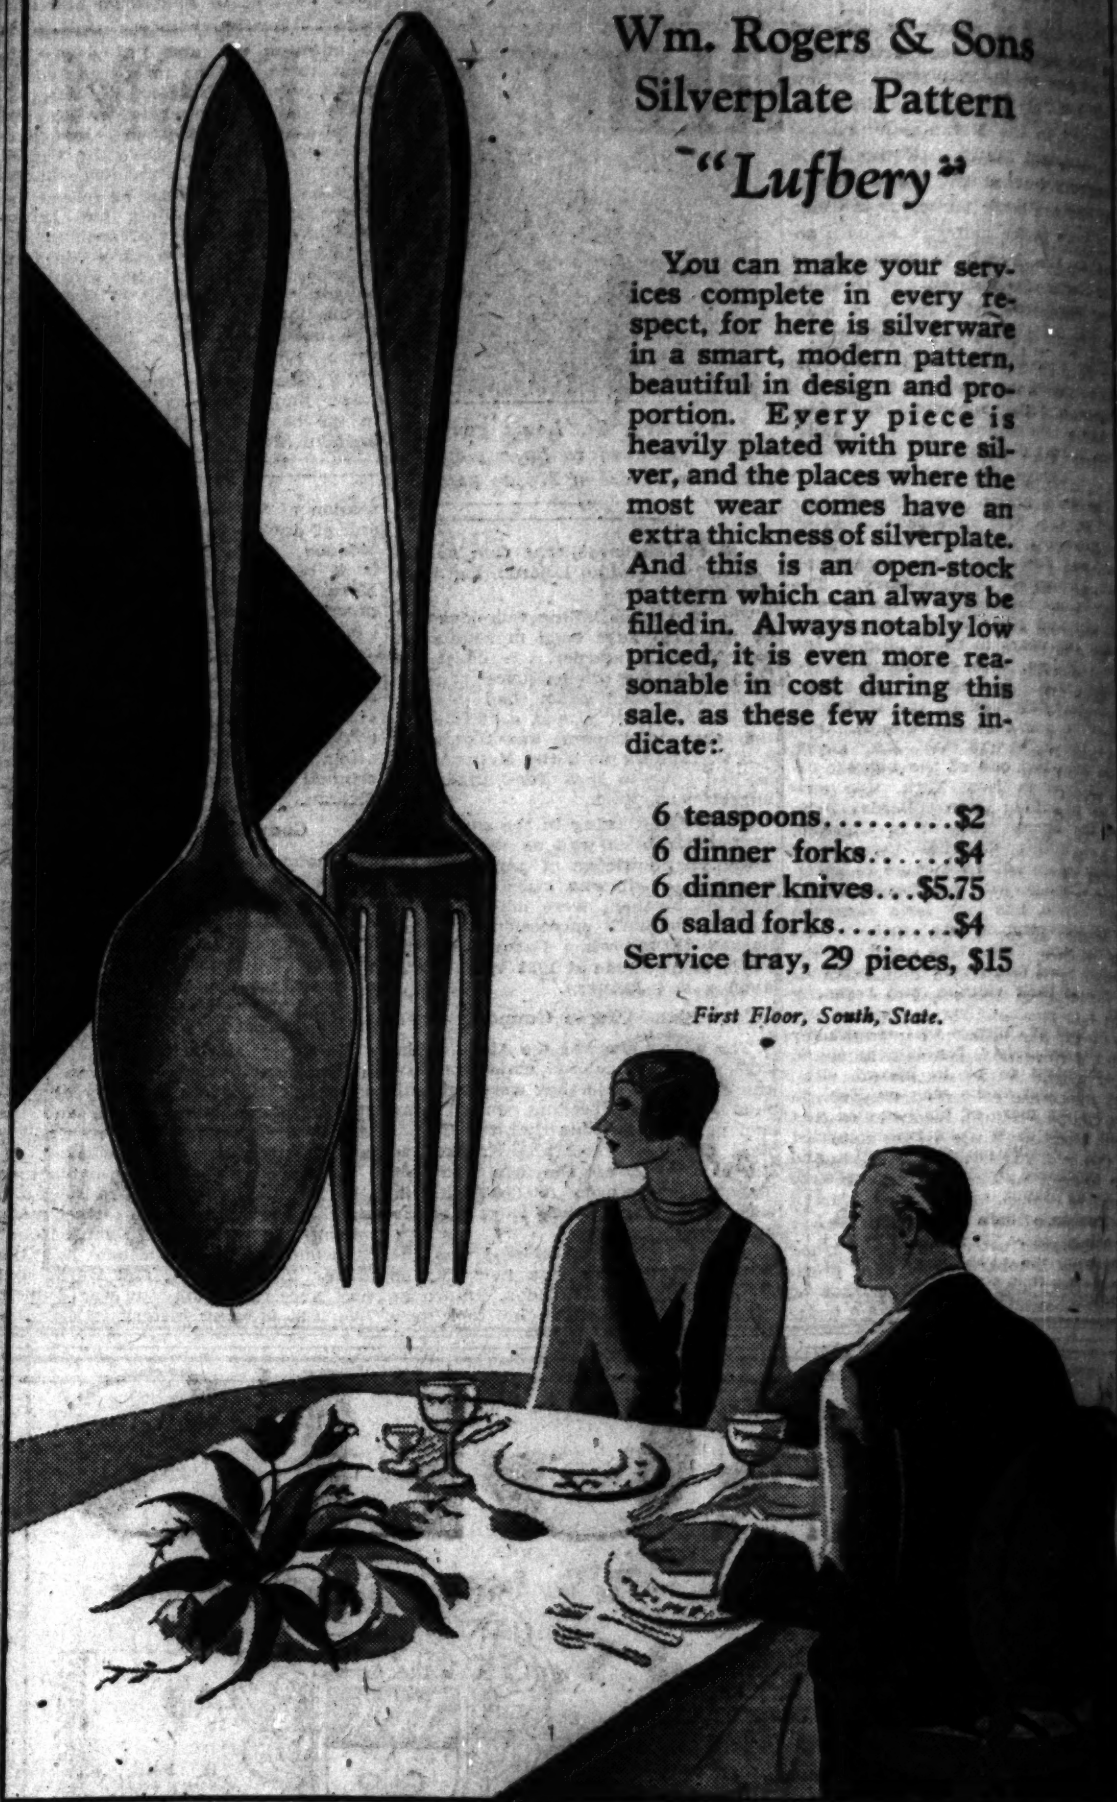 Wm. Rogers & Sons
Silverplate Pattern
"Lufbery"
You can make your serv-
ices complete in every re-
spect, for here is silverware
in a smart, modern pattern,
beautiful in design and pro-
portion. Every piece is
heavily plated with pure sil-
ver, and the places where the
most wear comes have an
extra thickness of silverplate.
And this is an open-stock
pattern which can always be
filled in. Always notably low
priced, it is even more rea-
sonable in cost during this
sale. as these few items in-
dicate:
6 teaspoons.........$2
6 dinner forks......$4
6 dinner knives...$5.75
6 salad forks........$4
Service tray, 29 pieces, $15
First Floor, South, State.